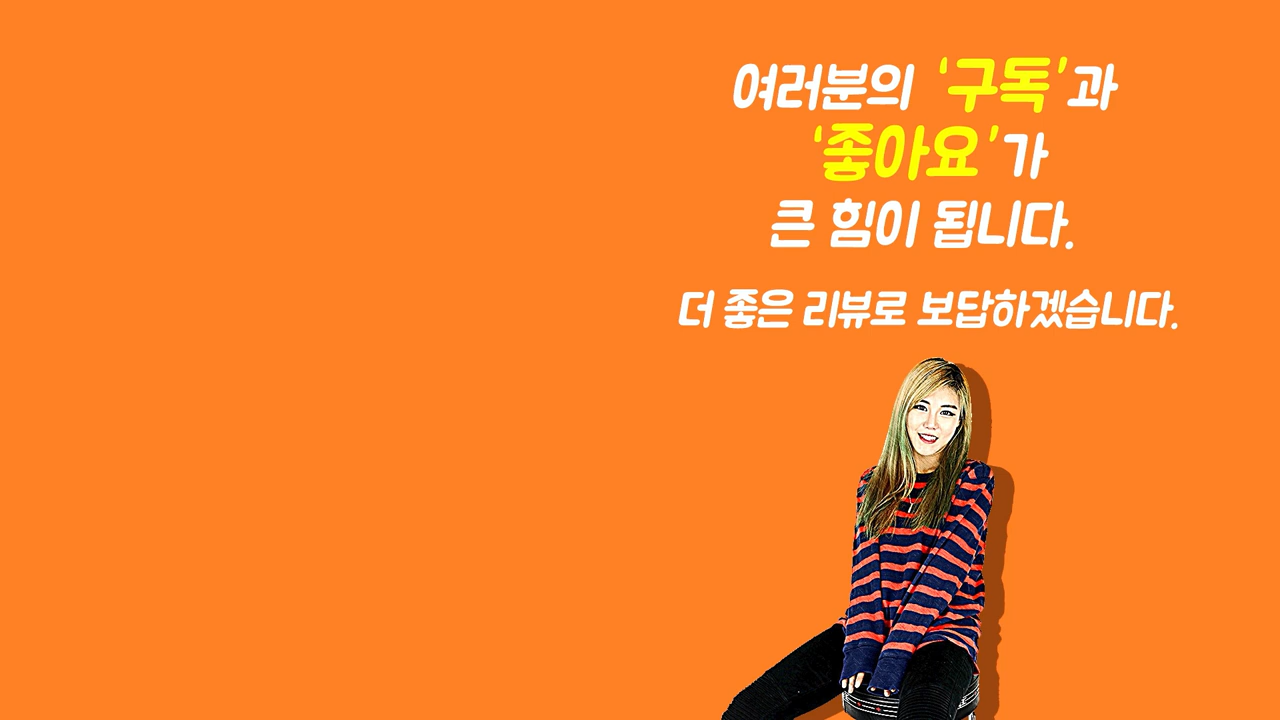 여러분의 '구독'과
'좋아요'가
큰 힘이 됩니다.
더 좋은 리뷰로 보답하겠습니다.